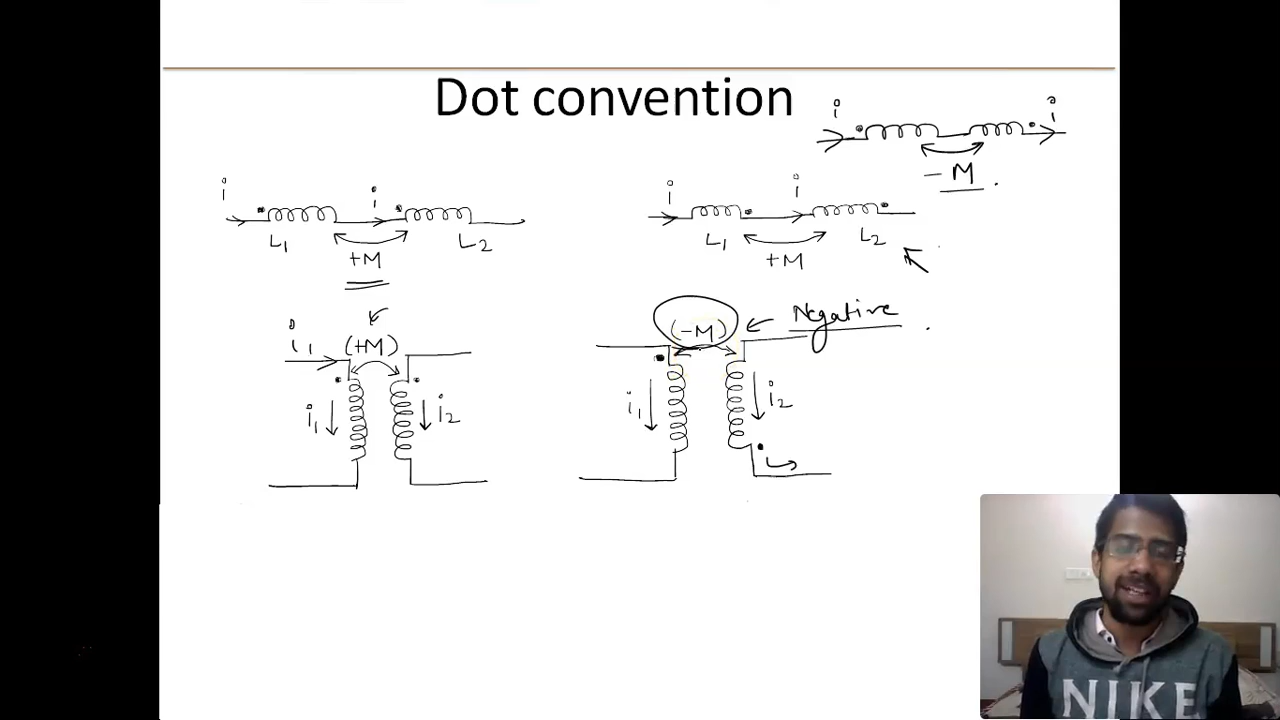 Dot convention
i i
-M
i i
L1 L2
+M
i i
L1 L2
+M
i1 (+M)
i1 i2
(-M) Negative
i1 i2
NIKE